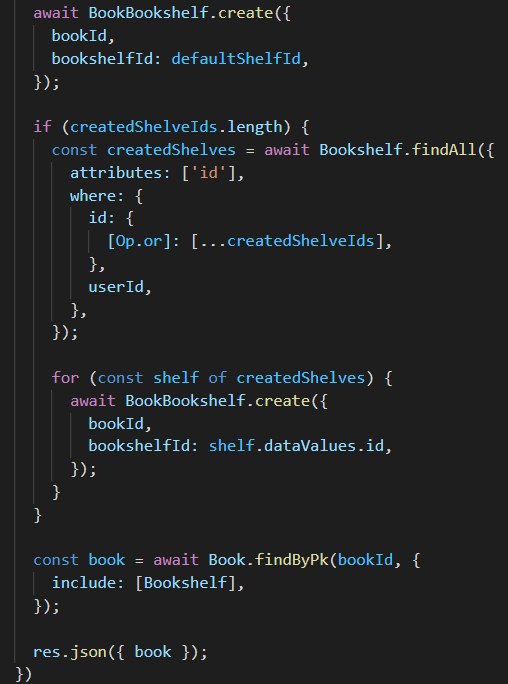 await BookBookshelf.create({
bookId,
bookshelfId: defaultShelfId,
});
if (createdShelveIds.length) {
const createdShelves = await Bookshelf.findAll({
attributes: ['id'],
where: {
id: {
[Op.or]: [...createdShelveIds],
},
userId,
},
});
for (const shelf of createdShelves) {
await BookBookshelf.create({
bookId,
bookshelfId: shelf.dataValues.id,
});
}
}
const book = await Book.findByPk(bookId, {
include: [Bookshelf],
});
res.json({ book });
})